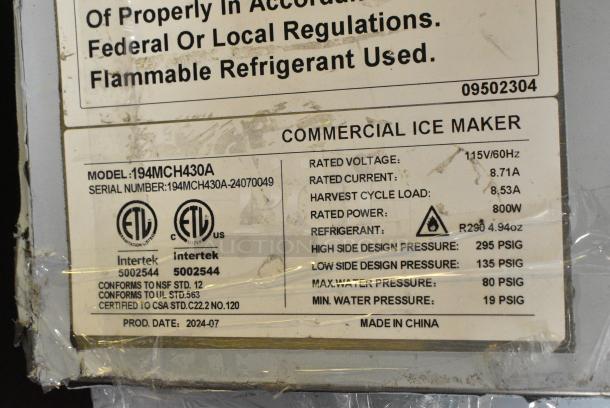 Of Properly In
Federal Or Local Regulations.
Flammable Refrigerant Used.
09502304
COMMERCIAL ICE MAKER
MODEL:194MCH430A
SERIAL NUMBER:194MCH430A-24070049
ETL
c ETL us
Intertek Intertek
5002544 5002544
CONFORMS TO NSF STD. 12
CONFORMS TO UL STD.563
CERTIFIED TO CSA STD.C22.2 NO.120
PROD. DATE: 2024-07
RATED VOLTAGE: 115V/60Hz
RATED CURRENT: 8.71A
HARVEST CYCLE LOAD: 8.53A
RATED POWER: 800W
REFRIGERANT: R290 4.94oz
HIGH SIDE DESIGN PRESSURE: 295 PSIG
LOW SIDE DESIGN PRESSURE: 135 PSIG
MAX.WATER PRESSURE: 80 PSIG
MIN. WATER PRESSURE: 19 PSIG
MADE IN CHINA